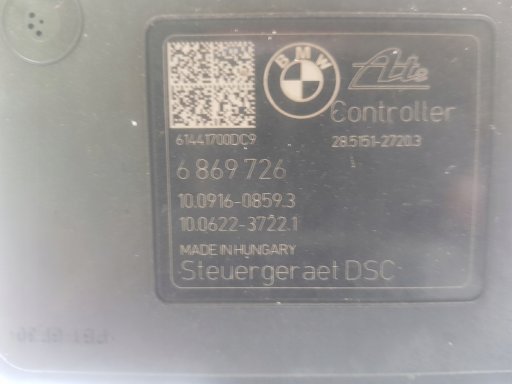 BMW
Ate
Controller
61441700DC9 28.5151-2720.3
6 869 726
10.0916-0859.3
10.0622-3722.1
MADE IN HUNGARY
Steuergeraet DSC